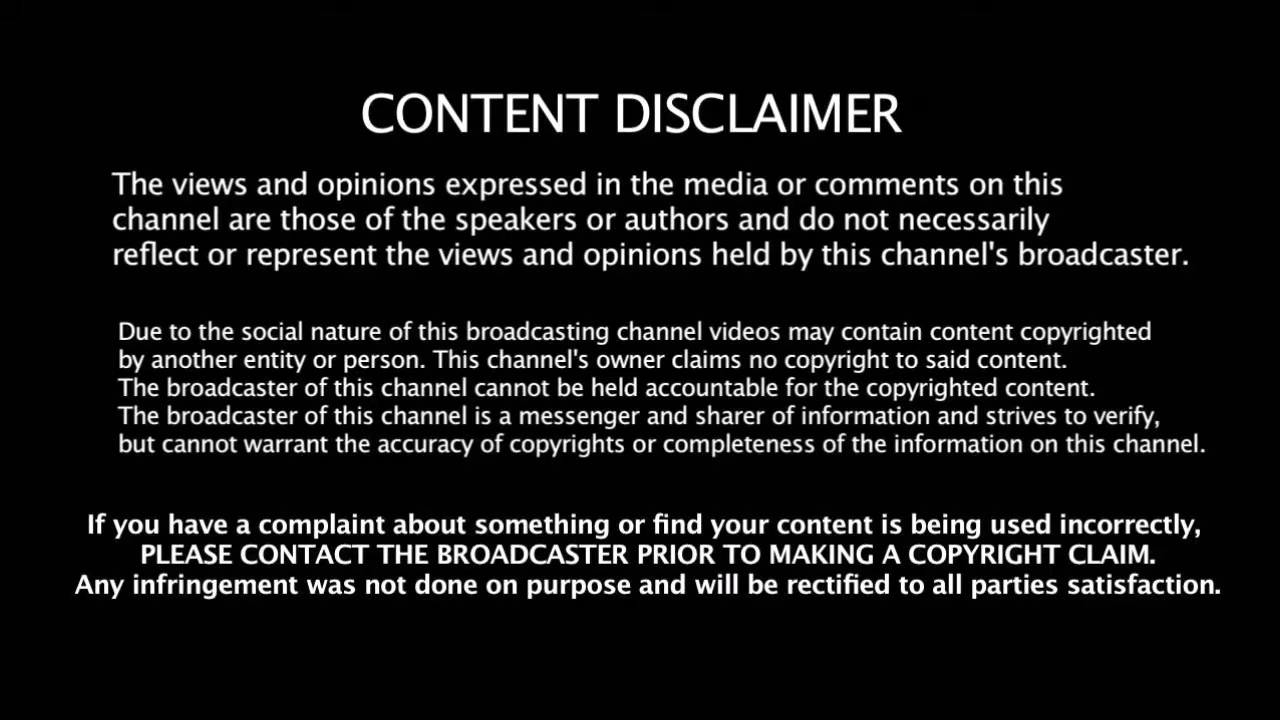 CONTENT DISCLAIMER
The views and opinions expressed in the media or comments on this
channel are those of the speakers or authors and do not necessarily
reflect or represent the views and opinions held by this channel's broadcaster.
Due to the social nature of this broadcasting channel videos may contain content copyrighted
by another entity or person. This channel's owner claims no copyright to said content.
The broadcaster of this channel cannot be held accountable for the copyrighted content.
The broadcaster of this channel is a messenger and sharer of information and strives to verify,
but cannot warrant the accuracy of copyrights or completeness of the information on this channel.
If you have a complaint about something or find your content is being used incorrectly,
PLEASE CONTACT THE BROADCASTER PRIOR TO MAKING A COPYRIGHT CLAIM.
Any infringement was not done on purpose and will be rectified to all parties satisfaction.